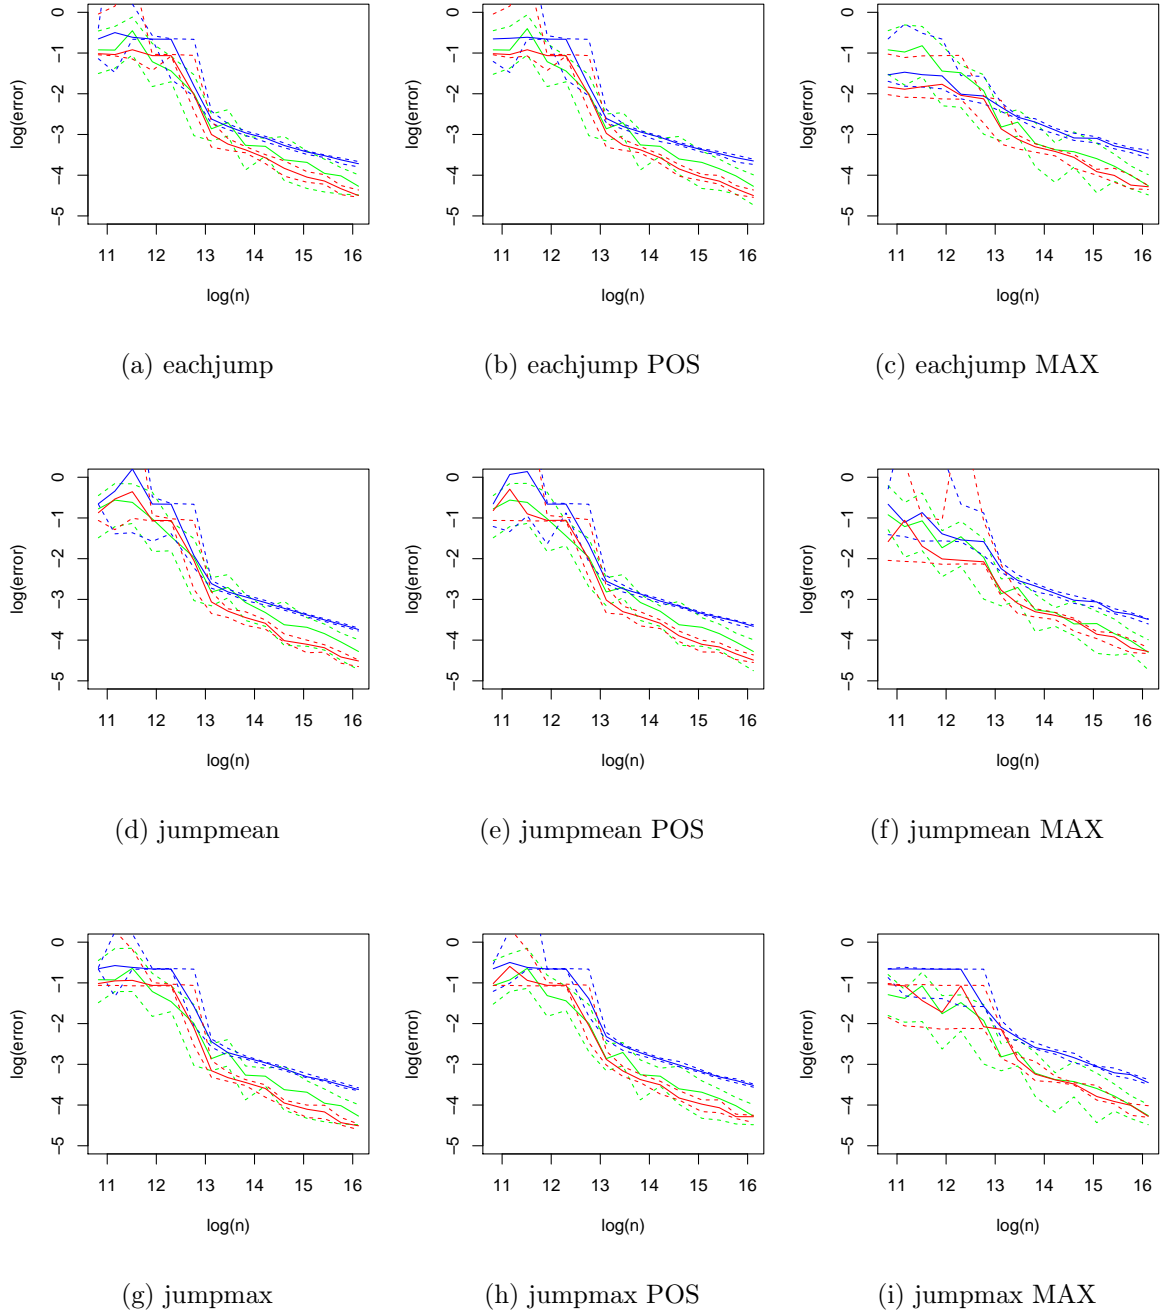 0
−1
−2
−3
−4
−5
log(error)
11 12 13 14 15 16
log(n)
(a) eachjump
0
−1
−2
−3
−4
−5
log(error)
11 12 13 14 15 16
log(n)
(b) eachjump POS
0
−1
−2
−3
−4
−5
log(error)
11 12 13 14 15 16
log(n)
(c) eachjump MAX
0
−1
−2
−3
−4
−5
log(error)
11 12 13 14 15 16
log(n)
(d) jumpmean
0
−1
−2
−3
−4
−5
log(error)
11 12 13 14 15 16
log(n)
(e) jumpmean POS
0
−1
−2
−3
−4
−5
log(error)
11 12 13 14 15 16
log(n)
(f) jumpmean MAX
0
−1
−2
−3
−4
−5
log(error)
11 12 13 14 15 16
log(n)
(g) jumpmax
0
−1
−2
−3
−4
−5
log(error)
11 12 13 14 15 16
log(n)
(h) jumpmax POS
0
−1
−2
−3
−4
−5
log(error)
11 12 13 14 15 16
log(n)
(i) jumpmax MAX